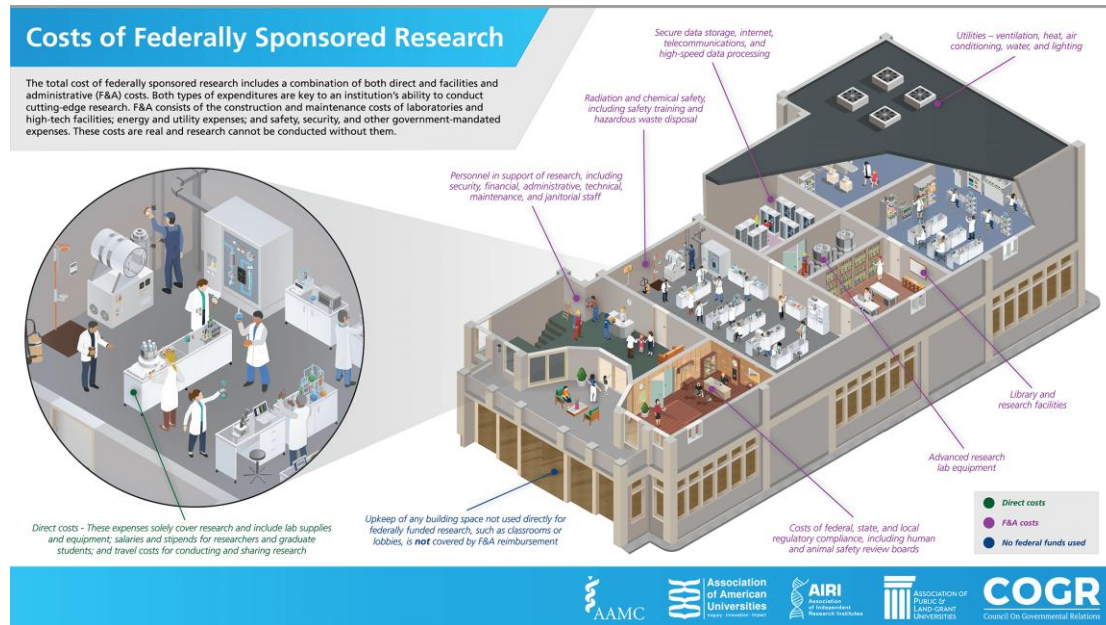 Costs of Federally Sponsored Research
The total cost of federally sponsored research includes a combination of both direct and facilities and
administrative (F&A) costs. Both types of expenditures are key to an institution's ability to conduct
cutting-edge research. F&A consists of the construction and maintenance costs of laboratories and
high-tech facilities; energy and utility expenses; and safety, security, and other government-mandated
expenses. These costs are real and research cannot be conducted without them.
Secure data storage, internet,
telecommunications, and
high-speed data processing
Utilities – ventilation, heat, air
conditioning, water, and lighting
Radiation and chemical safety,
including safety training and
hazardous waste disposal
Personnel in support of research, including
security, financial, administrative, technical,
maintenance, and janitorial staff
Library and
research facilities
Advanced research
lab equipment
Direct costs - These expenses solely cover research and include lab supplies
and equipment; salaries and stipends for researchers and graduate
students; and travel costs for conducting and sharing research
Upkeep of any building space not used directly for
federally funded research, such as classrooms or
lobbies, is not covered by F&A reimbursement
Costs of federal, state, and local
regulatory compliance, including human
and animal safety review boards
Direct costs
F&A costs
No federal funds used
AAMC
Association
of American
Universities
Inquiry · Innovation · Impact
AIRI
Association
of Independent
Research Institutes
ASSOCIATION OF
PUBLIC &
LAND-GRANT
UNIVERSITIES
COGR
Council On Governmental Relations